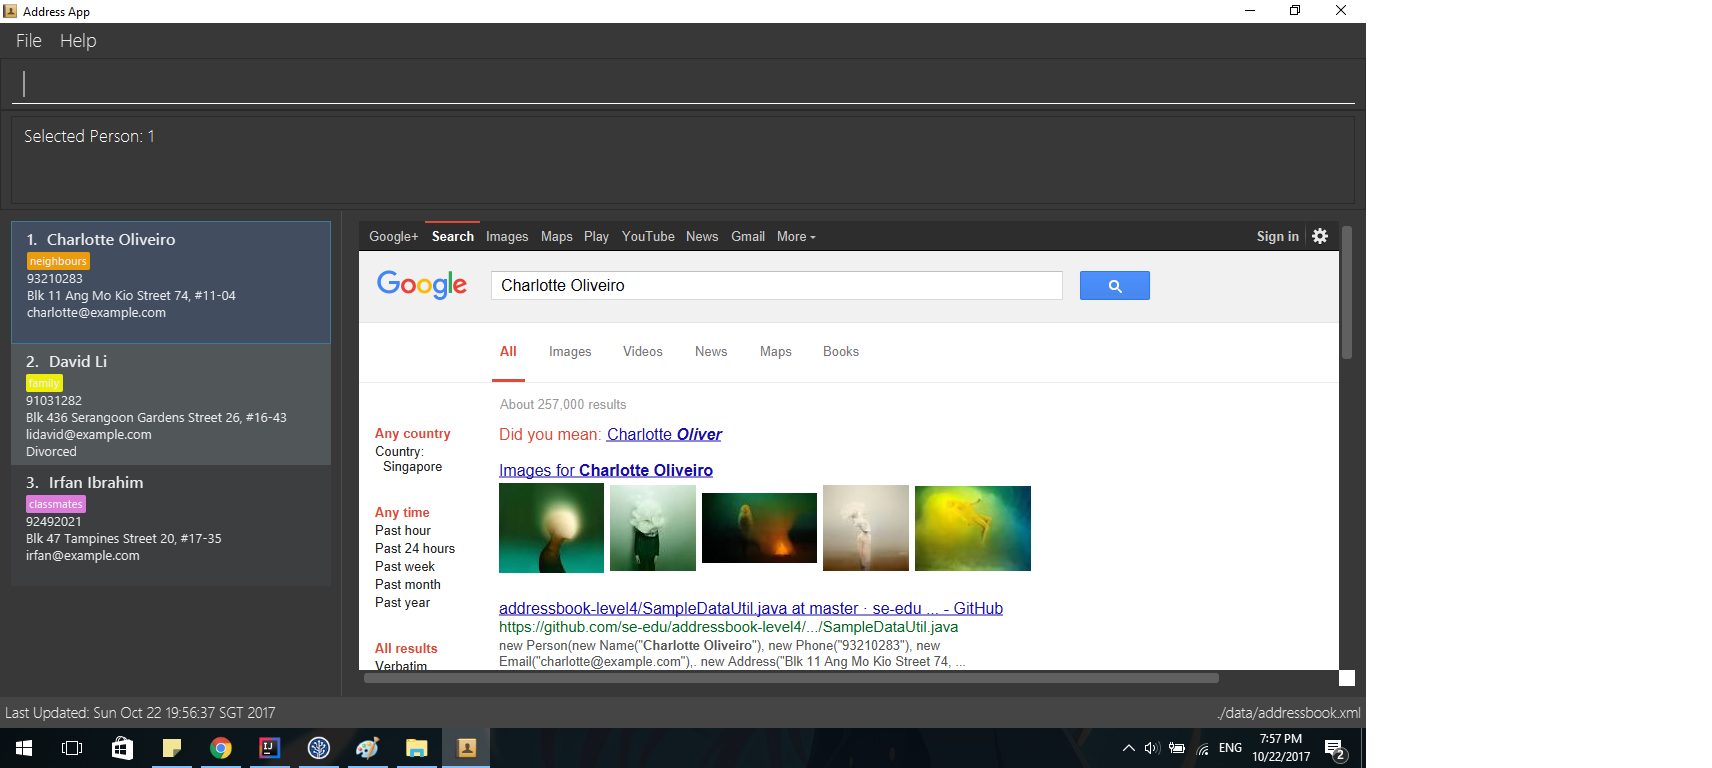 Address App
File Help
Selected Person: 1
1. Charlotte Oliveiro
neighbours
93210283
Blk 11 Ang Mo Kio Street 74, #11-04
charlotte@example.com
2. David Li
family
91031282
Blk 436 Serangoon Gardens Street 26, #16-43
lidavid@example.com
Divorced
3. Irfan Ibrahim
classmates
92492021
Blk 47 Tampines Street 20, #17-35
irfan@example.com
Google+ Search Images Maps Play YouTube News Gmail More Sign in
Google Charlotte Oliveiro
All Images Videos News Maps Books
About 257,000 results
Any country
Country:
Singapore
Any time
Past hour
Past 24 hours
Past week
Past month
Past year
All results
Verbatim
Did you mean: Charlotte Oliver
Images for Charlotte Oliveiro
addressbook-level4/SampleDataUtil.java at master · se-edu ... - GitHub
https://github.com/se-edu/addressbook-level4/.../SampleDataUtil.java
new Person(new Name("Charlotte Oliveiro"), new Phone("93210283"), new
Email("charlotte@example.com"),. new Address("Blk 11 Ang Mo Kio Street 74, ...
Last Updated: Sun Oct 22 19:56:37 SGT 2017
./data/addressbook.xml
IJ
ENG
7:57 PM
10/22/2017
2